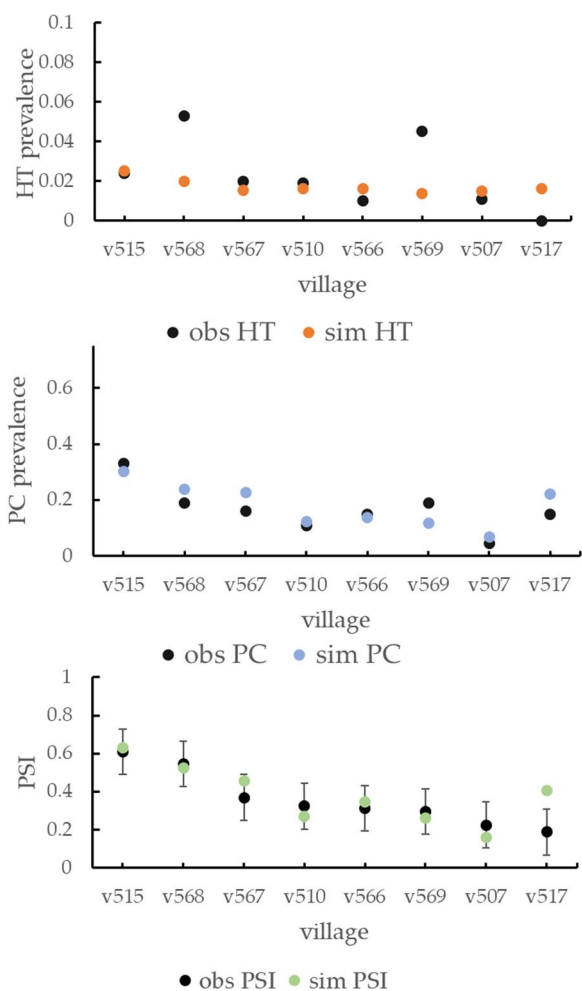 0.1
0.08
0.06
0.04
0.02
0
HT prevalence
v515 v568 v567 v510 v566 v569 v507 v517
village
obs HT sim HT
0.6
0.4
0.2
0
PC prevalence
v515 v568 v567 v510 v566 v569 v507 v517
village
obs PC sim PC
1
0.8
0.6
0.4
0.2
0
PSI
v515 v568 v567 v510 v566 v569 v507 v517
village
obs PSI sim PSI